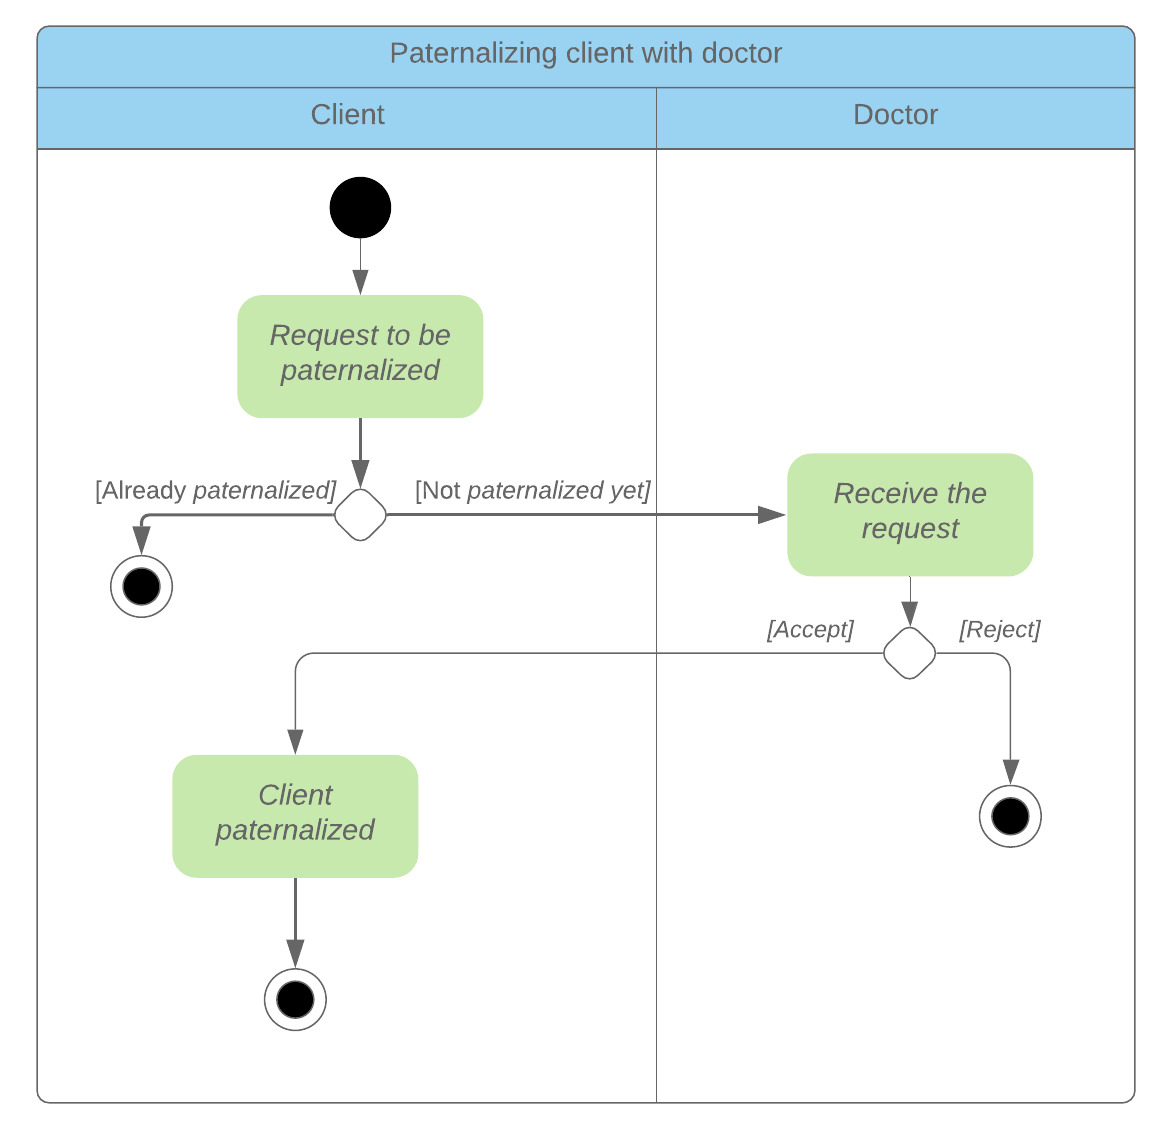 Paternalizing client with doctor
Client
Doctor
Request to be
paternalized
[Already paternalized]
[Not paternalized yet]
Receive the
request
[Accept]
[Reject]
Client
paternalized